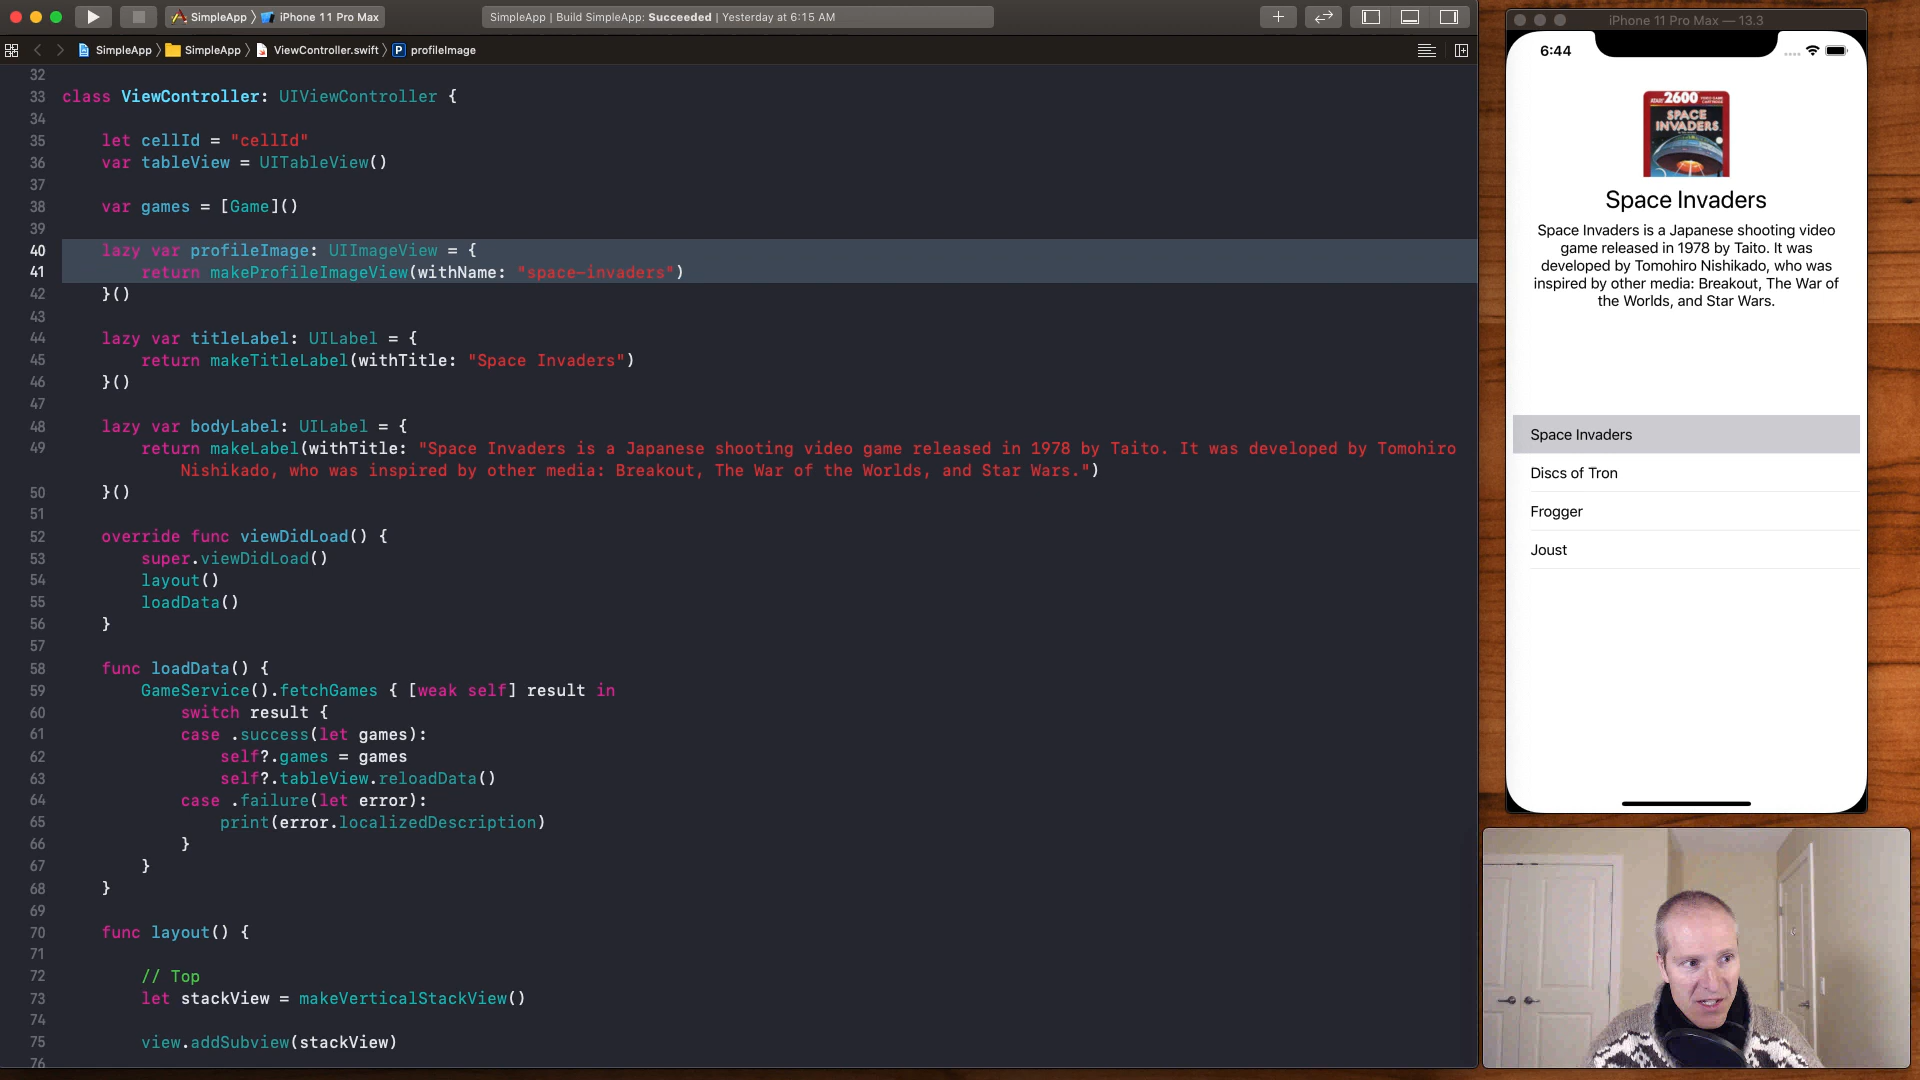 SimpleApp
iPhone 11 Pro Max
SimpleApp | Build SimpleApp: Succeeded | Yesterday at 6:15 AM
SimpleApp
SimpleApp
ViewController.swift
P
profileImage
32
33 class ViewController: UIViewController {
34
35 let cellId = "cellId"
36 var tableView = UITableView()
37
38 var games = [Game]()
39
40 lazy var profileImage: UIImageView = {
41 return makeProfileImageView(withName: "space-invaders")
42 }()
43
44 lazy var titleLabel: UILabel = {
45 return makeTitleLabel(withTitle: "Space Invaders")
46 }()
47
48 lazy var bodyLabel: UILabel = {
49 return makeLabel(withTitle: "Space Invaders is a Japanese shooting video game released in 1978 by Taito. It was developed by Tomohiro
Nishikado, who was inspired by other media: Breakout, The War of the Worlds, and Star Wars.")
50 }()
51
52 override func viewDidLoad() {
53 super.viewDidLoad()
54 layout()
55 loadData()
56 }
57
58 func loadData() {
59 GameService().fetchGames { [weak self] result in
60 switch result {
61 case .success(let games):
62 self?.games = games
63 self?.tableView.reloadData()
64 case .failure(let error):
65 print(error.localizedDescription)
66 }
67 }
68 }
69
70 func layout() {
71
72 // Top
73 let stackView = makeVerticalStackView()
74
75 view.addSubview(stackView)
76
iPhone 11 Pro Max — 13.3
6:44
ATARI 2600 VIDEO GAME CARTRIDGE
SPACE
INVADERS
Space Invaders
Space Invaders is a Japanese shooting video
game released in 1978 by Taito. It was
developed by Tomohiro Nishikado, who was
inspired by other media: Breakout, The War of
the Worlds, and Star Wars.
Space Invaders
Discs of Tron
Frogger
Joust